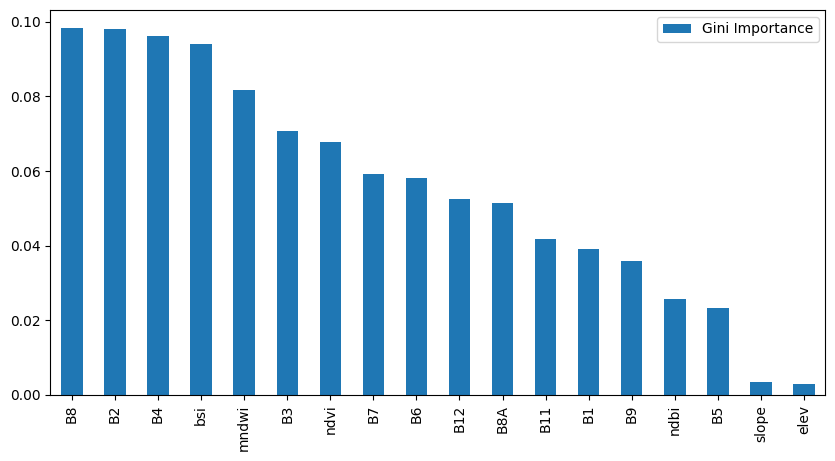 Gini Importance
0.10
0.08
0.06
0.04
0.02
0.00
B8
B2
B4
bsi
mndwi
B3
ndvi
B7
B6
B12
B8A
B11
B1
B9
ndbi
B5
slope
elev